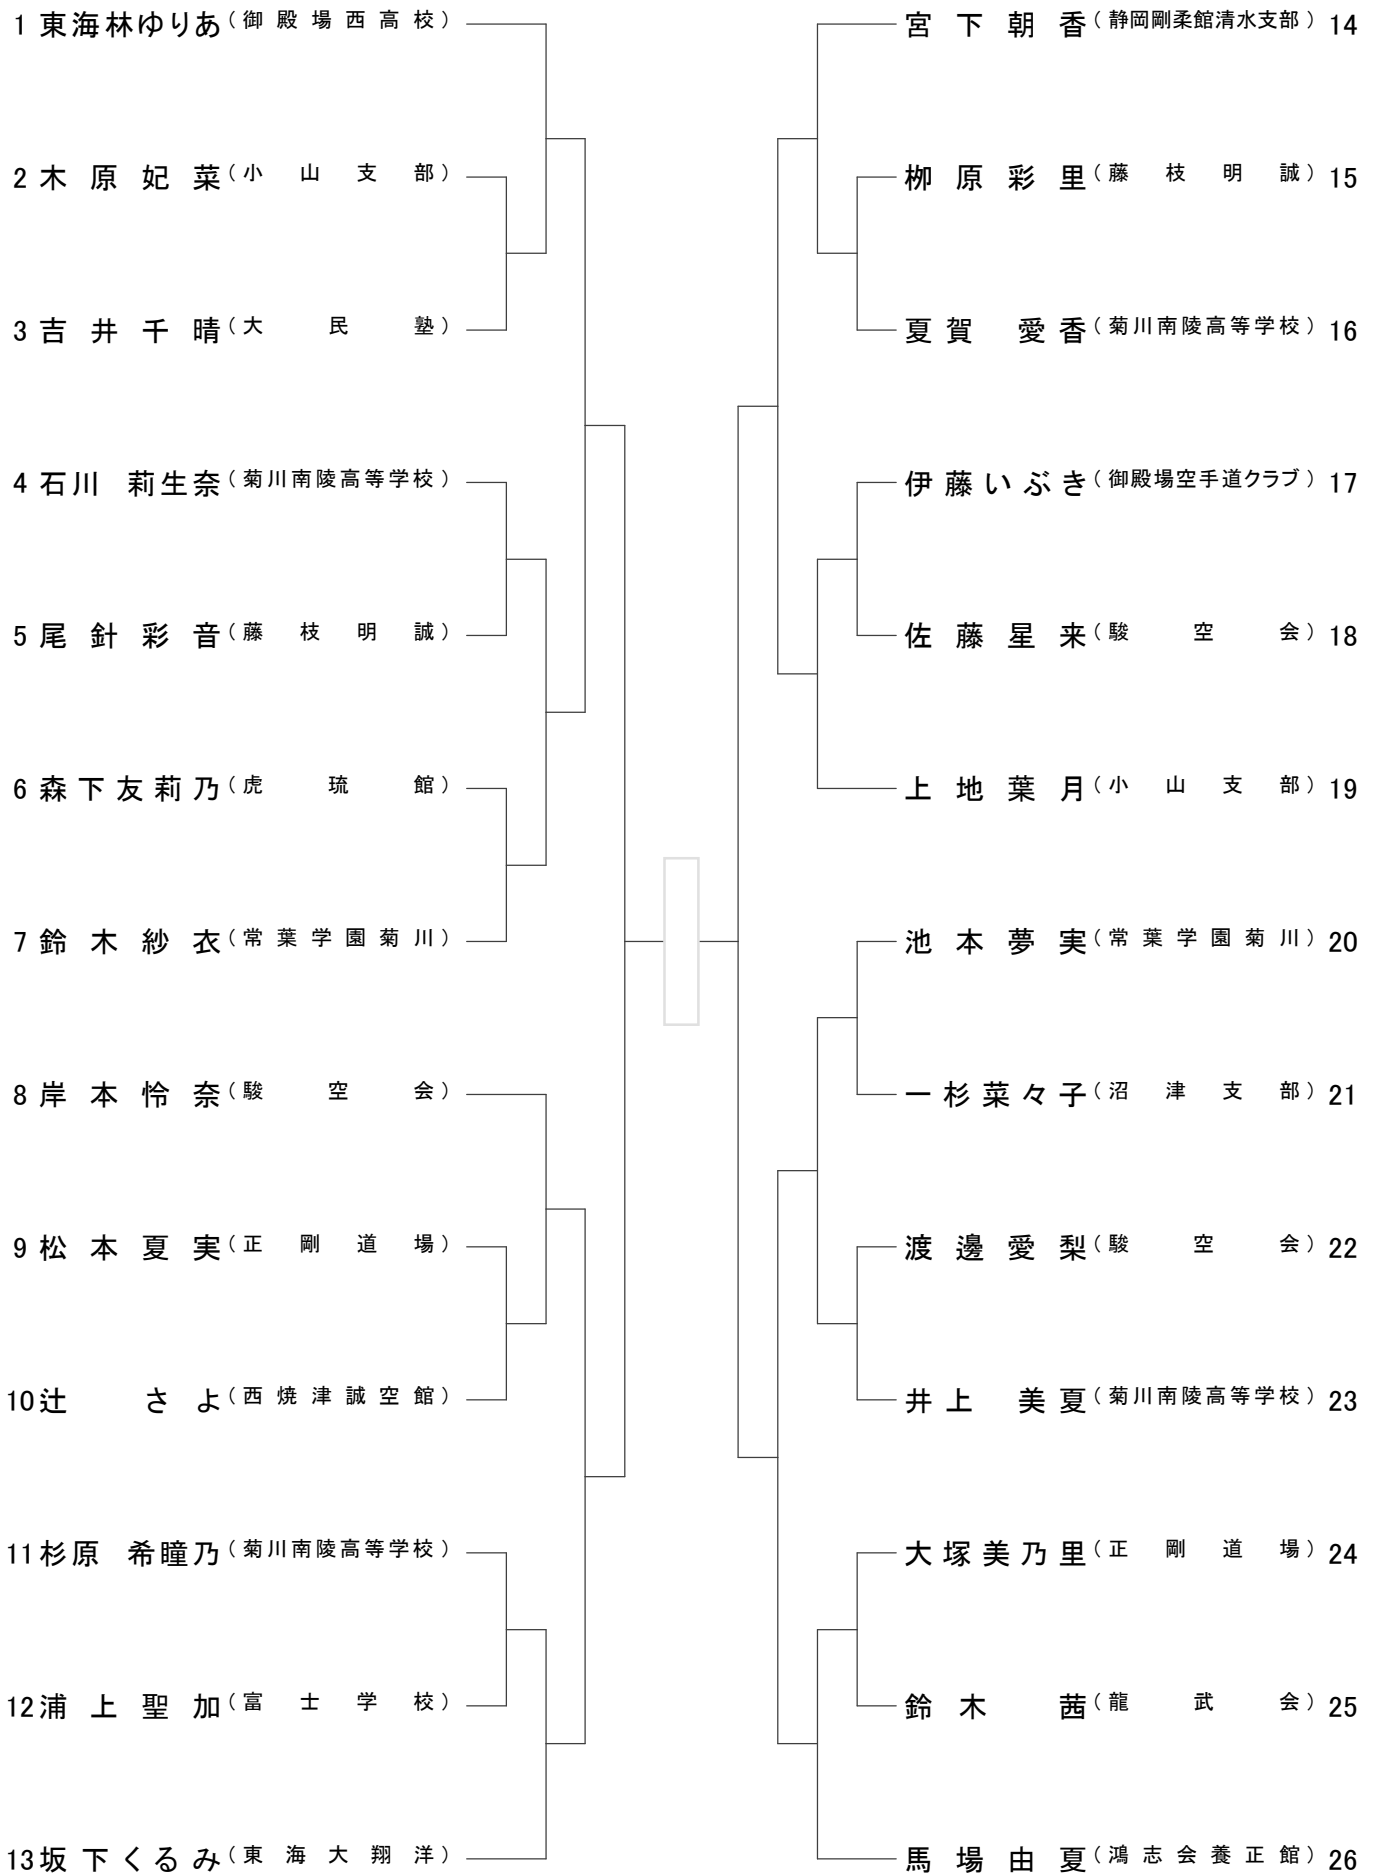 1 東海林ゆりあ（御殿場西高校）
2 木原妃菜（小山支部）
3 吉井千晴（大民塾）
4 石川 莉生奈（菊川南陵高等学校）
5 尾針彩音（藤枝明誠）
6 森下友莉乃（虎琉館）
7 鈴木紗衣（常葉学園菊川）
8 岸本怜奈（駿空会）
9 松本夏実（正剛道場）
10 辻さよ（西焼津誠空館）
11 杉原 希瞳乃（菊川南陵高等学校）
12 浦上聖加（富士学校）
13 坂下くるみ（東海大翔洋）
宮下朝香（静岡剛柔館清水支部）14
栁原彩里（藤枝明誠）15
夏賀 愛香（菊川南陵高等学校）16
伊藤いぶき（御殿場空手道クラブ）17
佐藤星来（駿空会）18
上地葉月（小山支部）19
池本夢実（常葉学園菊川）20
一杉菜々子（沼津支部）21
渡邊愛梨（駿空会）22
井上 美夏（菊川南陵高等学校）23
大塚美乃里（正剛道場）24
鈴木 茜（龍武会）25
馬場由夏（鴻志会養正館）26